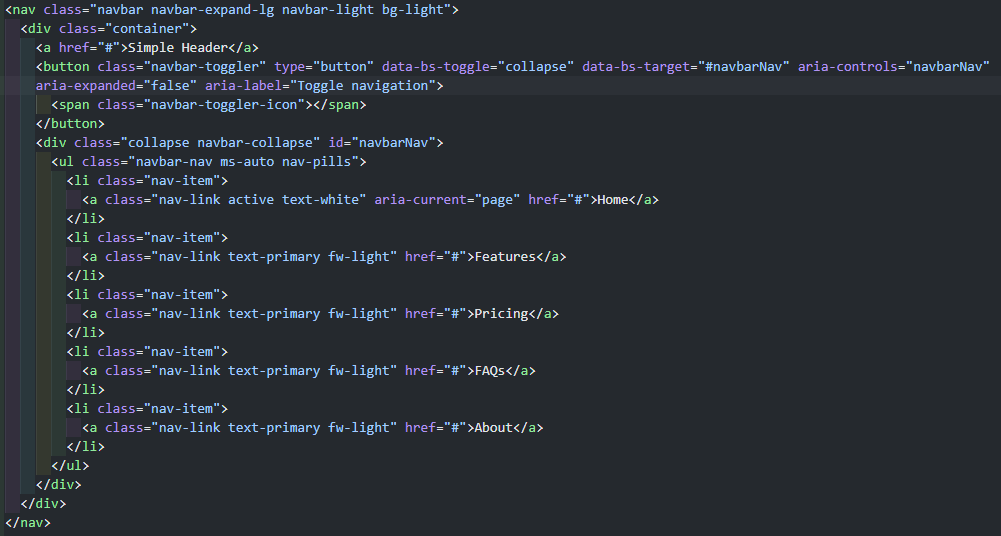 <nav class="navbar navbar-expand-lg navbar-light bg-light">
  <div class="container">
    <a href="#">Simple Header</a>
    <button class="navbar-toggler" type="button" data-bs-toggle="collapse" data-bs-target="#navbarNav" aria-controls="navbarNav"
    aria-expanded="false" aria-label="Toggle navigation">
      <span class="navbar-toggler-icon"></span>
    </button>
    <div class="collapse navbar-collapse" id="navbarNav">
      <ul class="navbar-nav ms-auto nav-pills">
        <li class="nav-item">
          <a class="nav-link active text-white" aria-current="page" href="#">Home</a>
        </li>
        <li class="nav-item">
          <a class="nav-link text-primary fw-light" href="#">Features</a>
        </li>
        <li class="nav-item">
          <a class="nav-link text-primary fw-light" href="#">Pricing</a>
        </li>
        <li class="nav-item">
          <a class="nav-link text-primary fw-light" href="#">FAQs</a>
        </li>
        <li class="nav-item">
          <a class="nav-link text-primary fw-light" href="#">About</a>
        </li>
      </ul>
    </div>
  </div>
</nav>